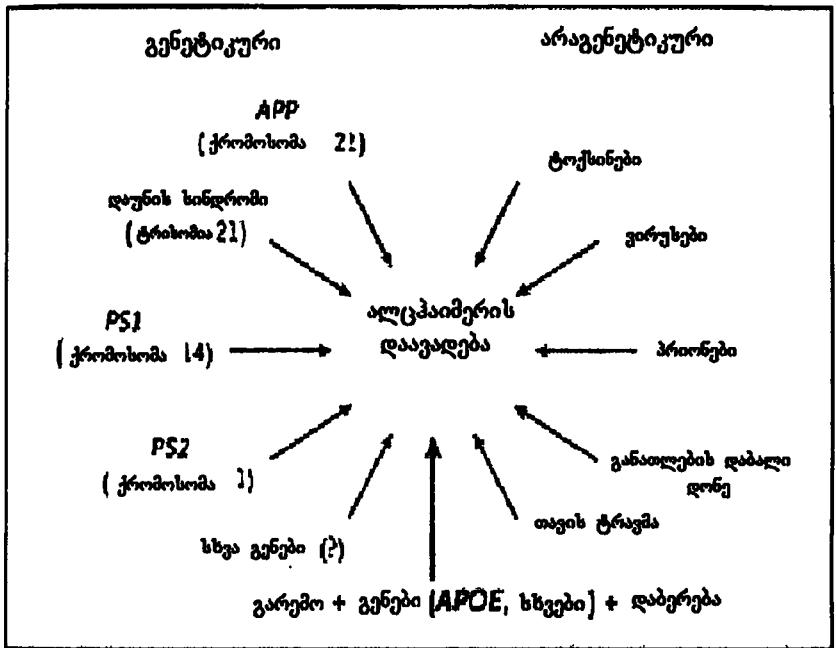 გენეტიკური
არაგენეტიკური
APP
(ქრომოსომა 21)
დაუნის სინდრომი
(ტრისომია 21)
PS1
(ქრომოსომა 14)
PS2
(ქრომოსომა 1)
სხვა გენები (?)
ალცჰაიმერის
დაავადება
ტოქსინები
ვირუსები
პრიონები
განათლების დაბალი
დონე
თავის ტრავმა
გარემო + გენები [APOE, სხვები] + დაბერება